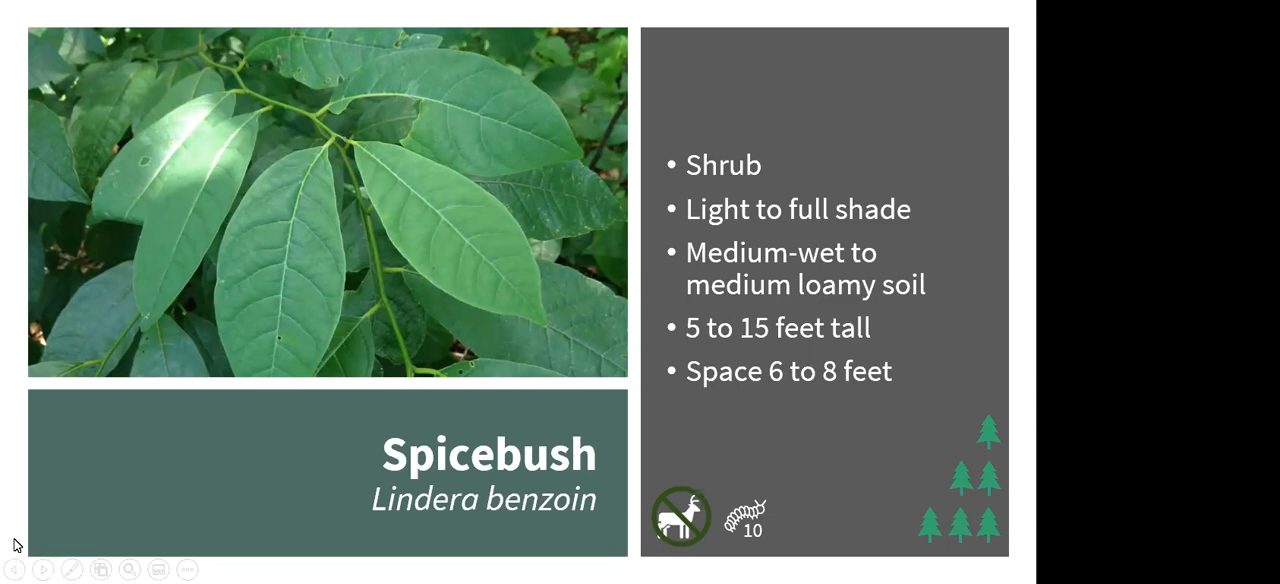 Spicebush
Lindera benzoin
• Shrub
• Light to full shade
• Medium-wet to
medium loamy soil
• 5 to 15 feet tall
• Space 6 to 8 feet
10